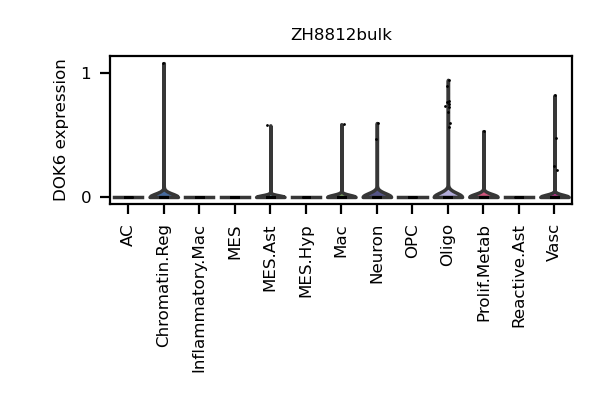 ZH8812bulk
DOK6 expression
1
0
AC
Chromatin.Reg
Inflammatory.Mac
MES
MES.Ast
MES.Hyp
Mac
Neuron
OPC
Oligo
Prolif.Metab
Reactive.Ast
Vasc